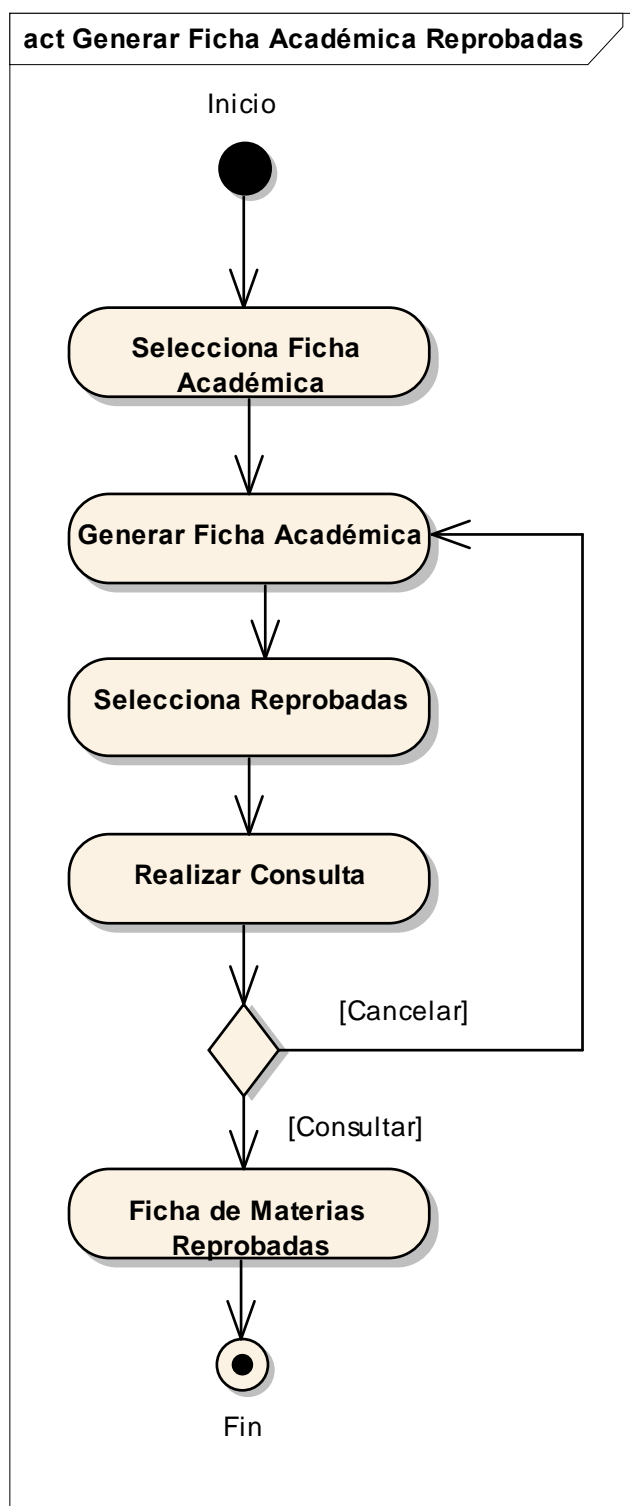 act Generar Ficha Académica Reprobadas
Inicio
Selecciona Ficha
Académica
Generar Ficha Académica
Selecciona Reprobadas
Realizar Consulta
[Cancelar]
[Consultar]
Ficha de Materias
Reprobadas
Fin